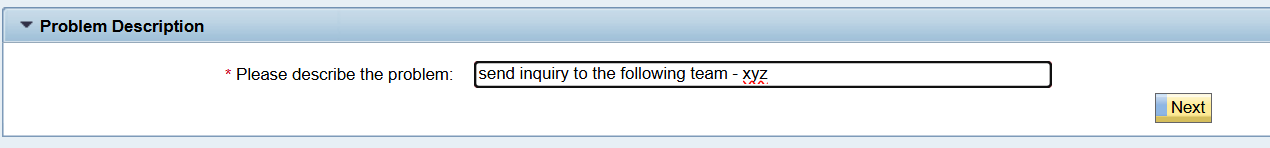 Problem Description
* Please describe the problem: send inquiry to the following team - xyz
Next